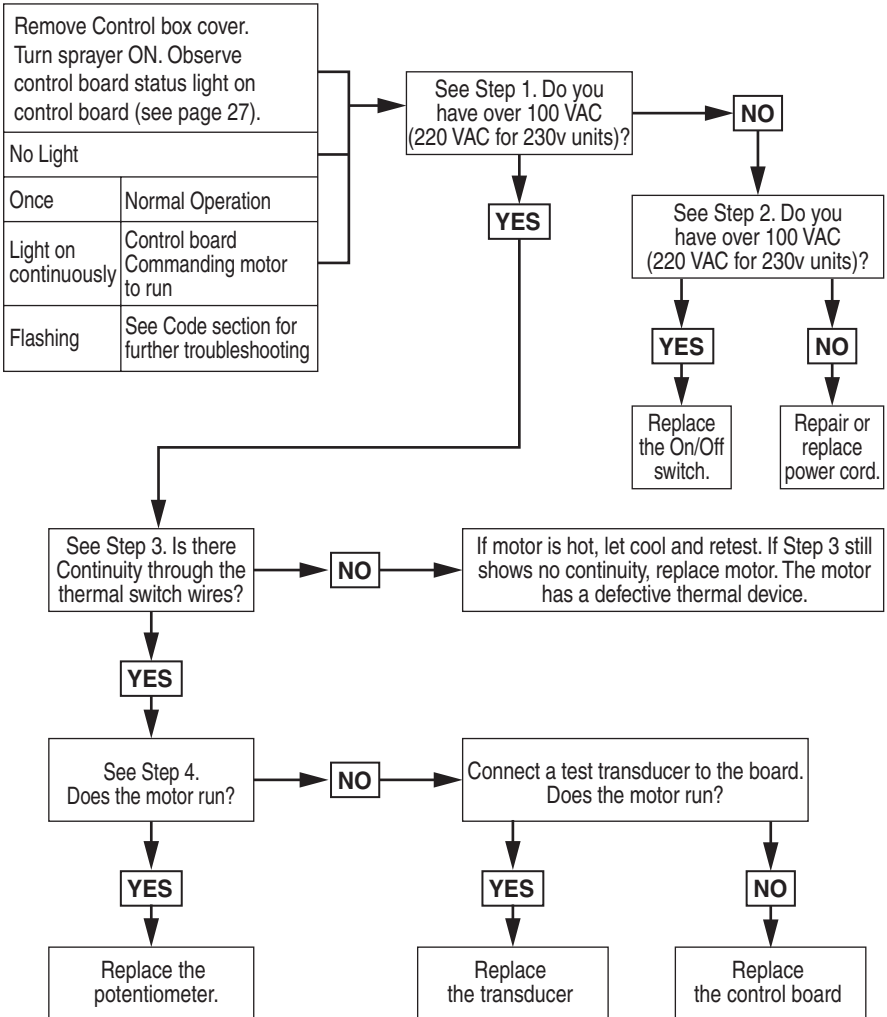 Remove Control box cover.
Turn sprayer ON. Observe
control board status light on
control board (see page 27).
No Light
Once
Normal Operation
Light on
continuously
Control board
Commanding motor
to run
Flashing
See Code section for
further troubleshooting
See Step 1. Do you
have over 100 VAC
(220 VAC for 230v units)?
NO
YES
See Step 2. Do you
have over 100 VAC
(220 VAC for 230v units)?
YES
NO
Replace
the On/Off
switch.
Repair or
replace
power cord.
See Step 3. Is there
Continuity through the
thermal switch wires?
NO
If motor is hot, let cool and retest. If Step 3 still
shows no continuity, replace motor. The motor
has a defective thermal device.
YES
See Step 4.
Does the motor run?
NO
Connect a test transducer to the board.
Does the motor run?
YES
YES
NO
Replace the
potentiometer.
Replace
the transducer
Replace
the control board